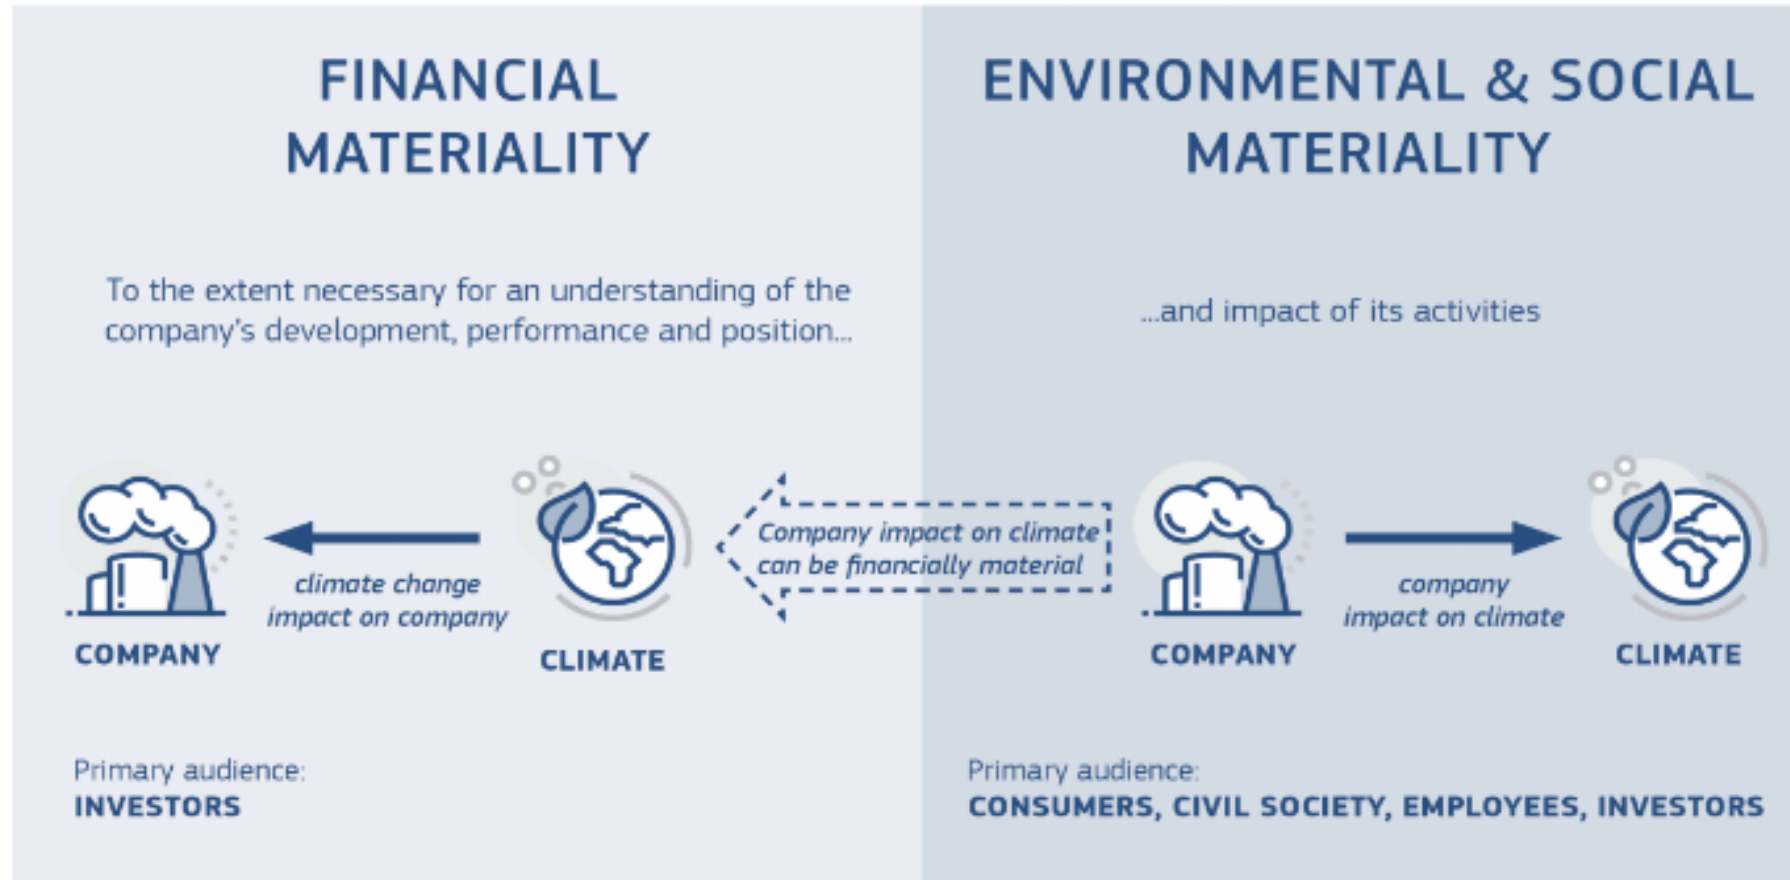 FINANCIAL
MATERIALITY
To the extent necessary for an understanding of the
company's development, performance and position...
climate change
impact on company
COMPANY
CLIMATE
Primary audience:
INVESTORS
Company impact on climate
can be financially material
ENVIRONMENTAL & SOCIAL
MATERIALITY
...and impact of its activities
company
impact on climate
COMPANY
CLIMATE
Primary audience:
CONSUMERS, CIVIL SOCIETY, EMPLOYEES, INVESTORS